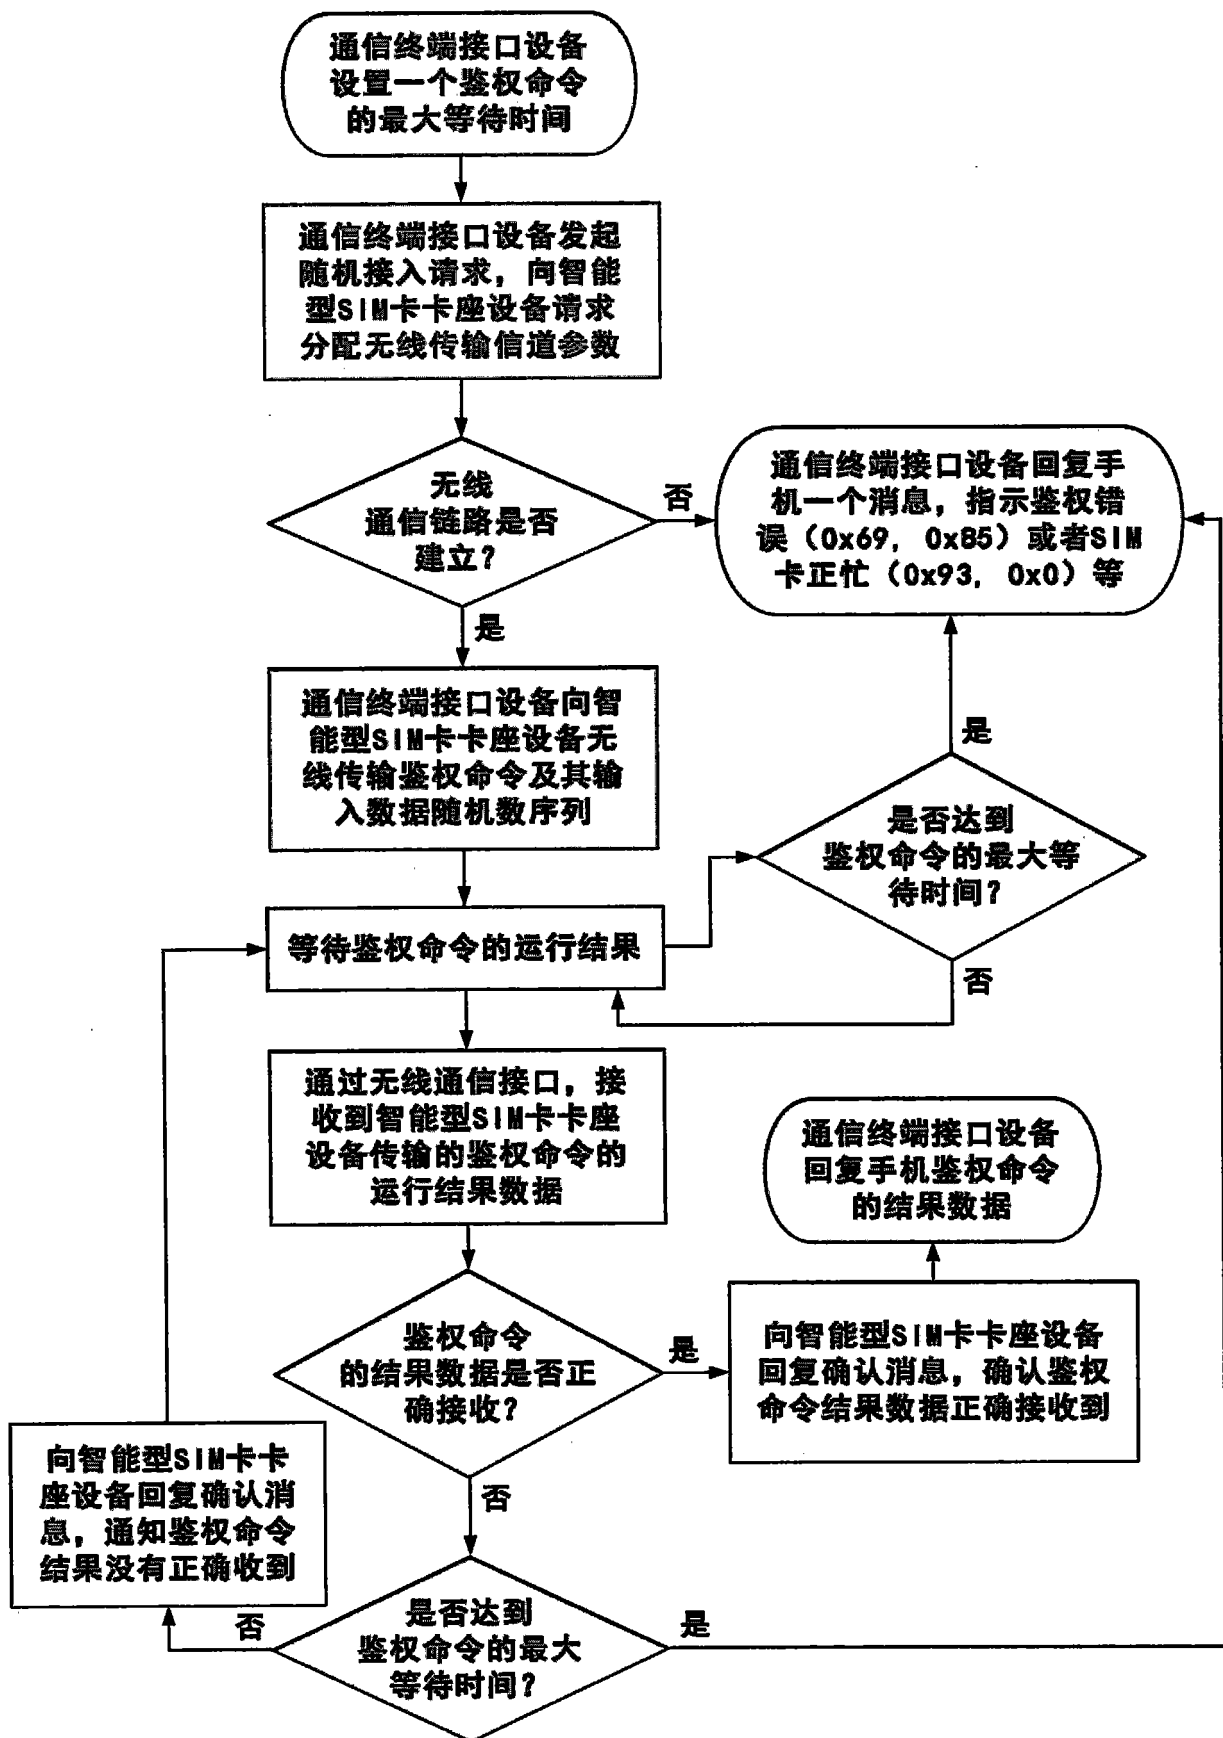 通信终端接口设备
设置一个鉴权命令
的最大等待时间
通信终端接口设备发起
随机接入请求，向智能
型SIM卡卡座设备请求
分配无线传输信道参数
无线
通信链路是否
建立？
否
通信终端接口设备回复手
机一个消息，指示鉴权错
误（0x69，0x85）或者SIM
卡正忙（0x93，0x0）等
是
通信终端接口设备向智
能型SIM卡卡座设备无
线传输鉴权命令及其输
入数据随机数序列
是
是否达到
鉴权命令的最大等
待时间？
否
等待鉴权命令的运行结果
通过无线通信接口，接
收到智能型SIM卡卡座
设备传输的鉴权命令的
运行结果数据
通信终端接口设备
回复手机鉴权命令
的结果数据
鉴权命令
的结果数据是否正
确接收？
是
向智能型SIM卡卡座设备
回复确认消息，确认鉴权
命令结果数据正确接收到
否
向智能型SIM卡卡
座设备回复确认消
息，通知鉴权命令
结果没有正确收到
否
是否达到
鉴权命令的最大
等待时间？
是